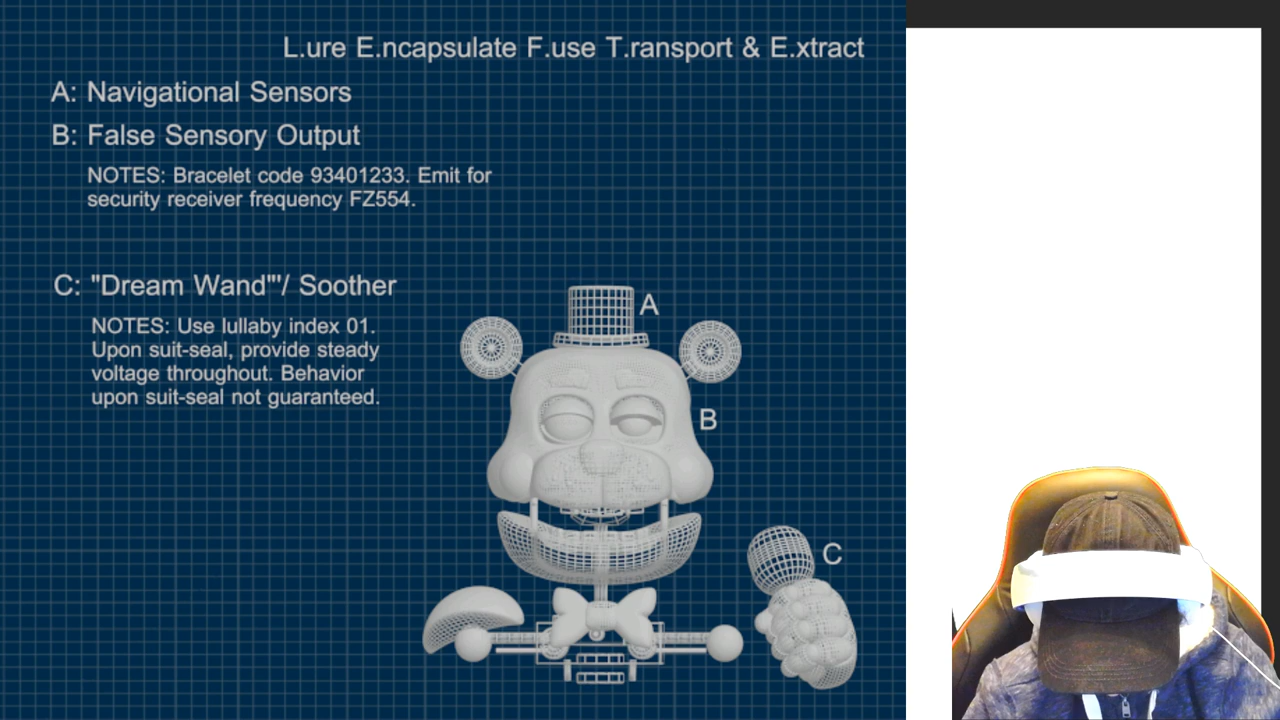 L.ure E.ncapsulate F.use T.ransport & E.xtract
A: Navigational Sensors
B: False Sensory Output
NOTES: Bracelet code 93401233. Emit for
security receiver frequency FZ554.
C: "Dream Wand""/ Soother
NOTES: Use lullaby index 01.
Upon suit-seal, provide steady
voltage throughout. Behavior
upon suit-seal not guaranteed.
A
B
C